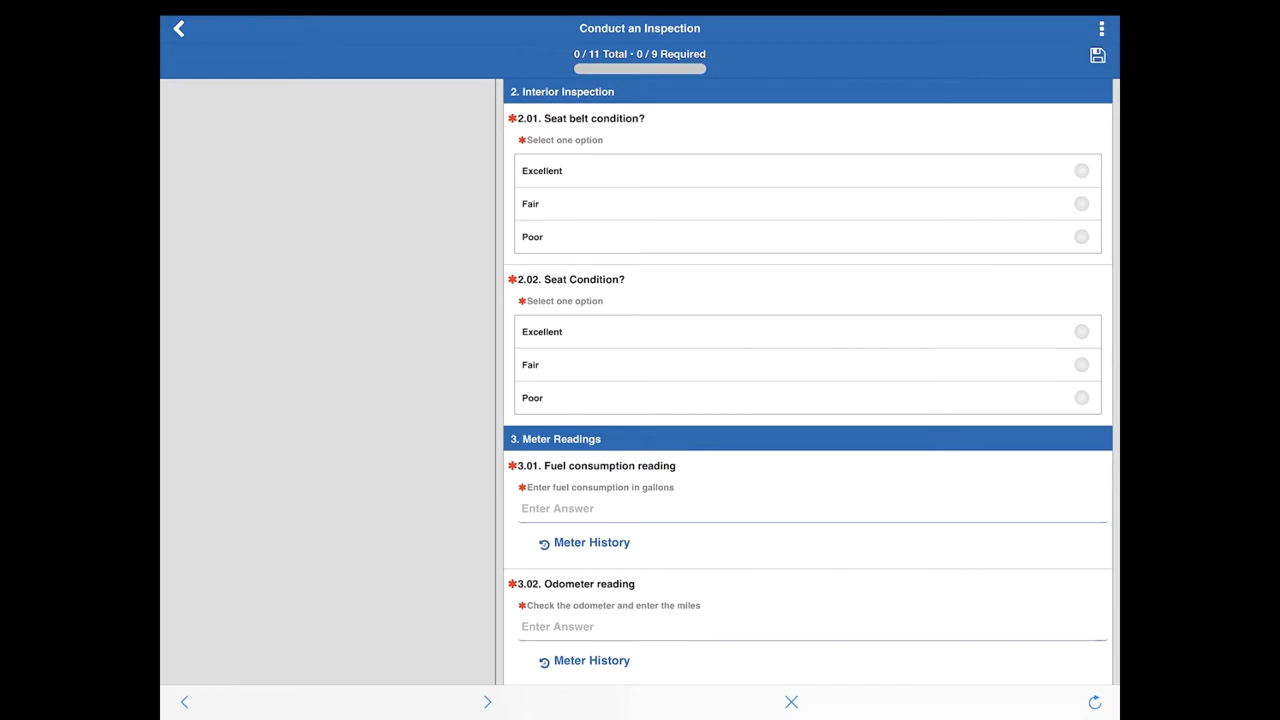 Conduct an Inspection
0 / 11 Total • 0 / 9 Required
2. Interior Inspection
*2.01. Seat belt condition?
*Select one option
Excellent
Fair
Poor
*2.02. Seat Condition?
*Select one option
Excellent
Fair
Poor
3. Meter Readings
*3.01. Fuel consumption reading
*Enter fuel consumption in gallons
Enter Answer
Meter History
*3.02. Odometer reading
*Check the odometer and enter the miles
Enter Answer
Meter History